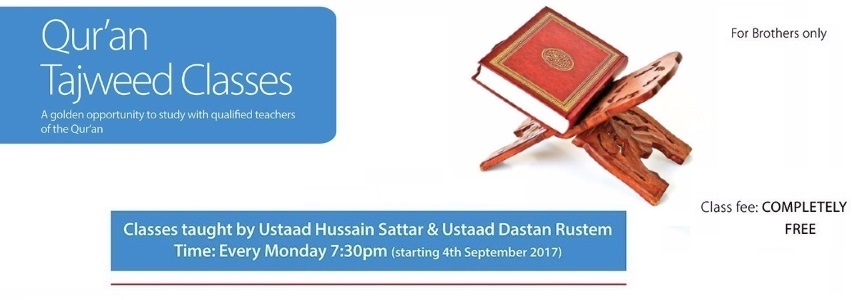 Qur'an
Tajweed Classes
A golden opportunity to study with qualified teachers
of the Qur'an
For Brothers only
Class fee: COMPLETELY
FREE
Classes taught by Ustaad Hussain Sattar & Ustaad Dastan Rustem
Time: Every Monday 7:30pm (starting 4th September 2017)